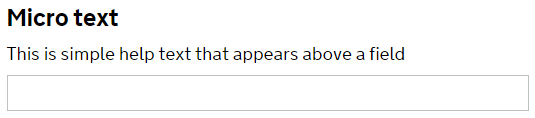 Micro text
This is simple help text that appears above a field